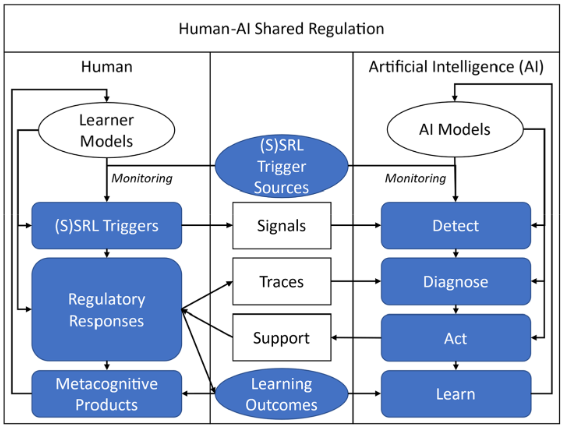 Human-AI Shared Regulation
Human
Artificial Intelligence (AI)
Learner
Models
(S)SRL
Trigger
Sources
AI Models
Monitoring
Monitoring
(S)SRL Triggers
Signals
Detect
Regulatory
Responses
Traces
Diagnose
Support
Act
Metacognitive
Products
Learning
Outcomes
Learn